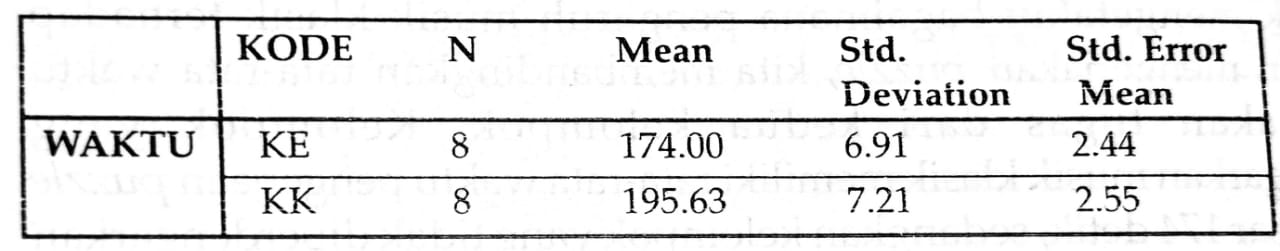 KODE N Mean Std. Deviation Std. Error Mean
WAKTU KE 8 174.00 6.91 2.44
KK 8 195.63 7.21 2.55